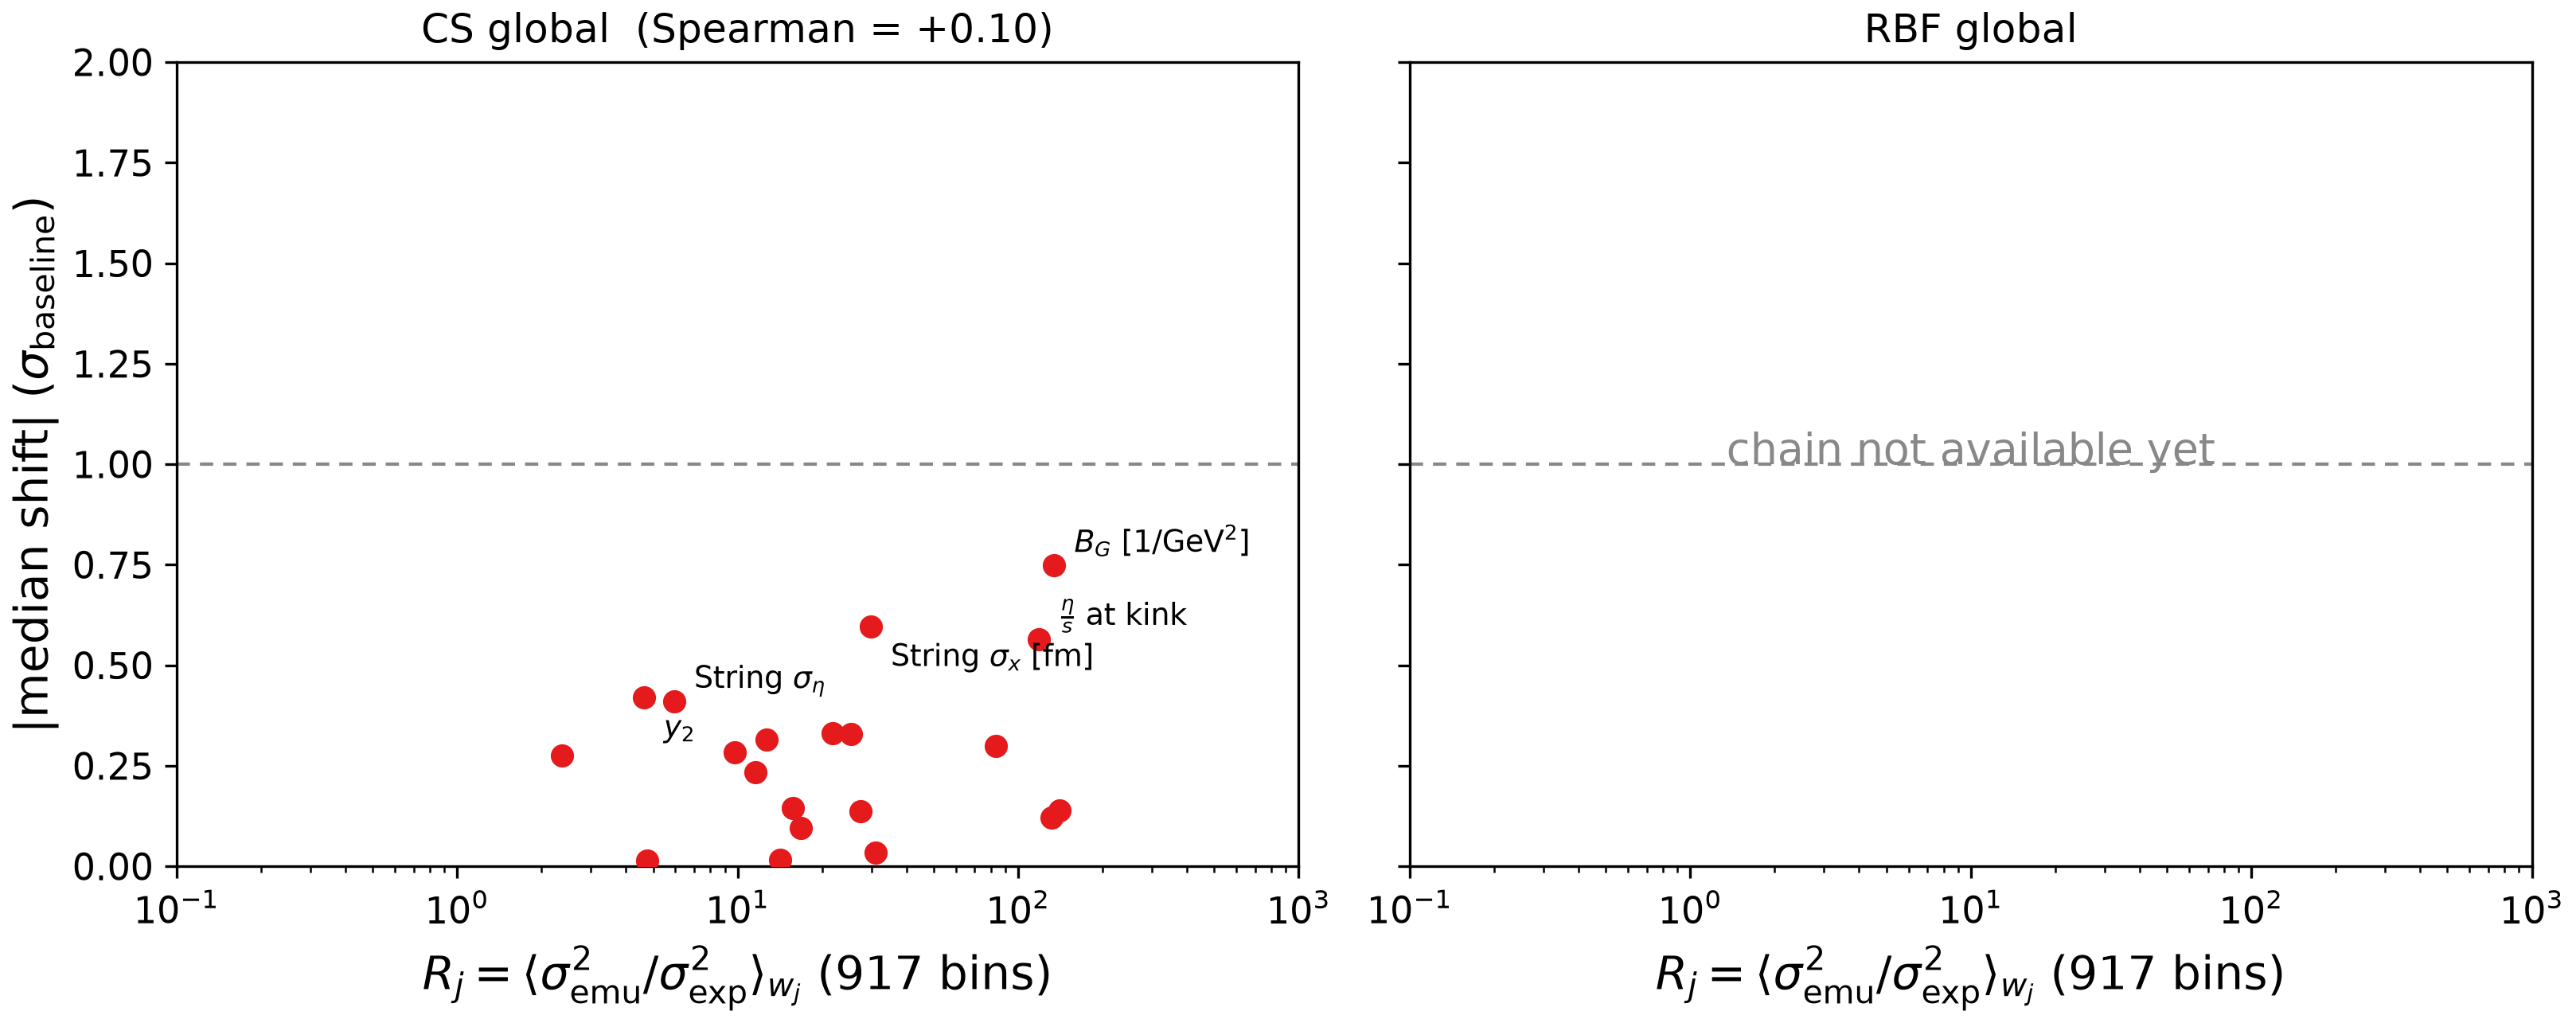 CS global (Spearman = +0.10)
RBF global
2.00
1.75
1.50
1.25
1.00
0.75
0.50
0.25
0.00
|median shift| (σ_baseline)
chain not available yet
B_G [1/GeV²]
η/s at kink
String σ_x [fm]
String σ_η
y₂
10⁻¹ 10⁰ 10¹ 10² 10³
10⁻¹ 10⁰ 10¹ 10² 10³
R_j = ⟨σ²_emu/σ²_exp⟩_{w_j} (917 bins)
R_j = ⟨σ²_emu/σ²_exp⟩_{w_j} (917 bins)